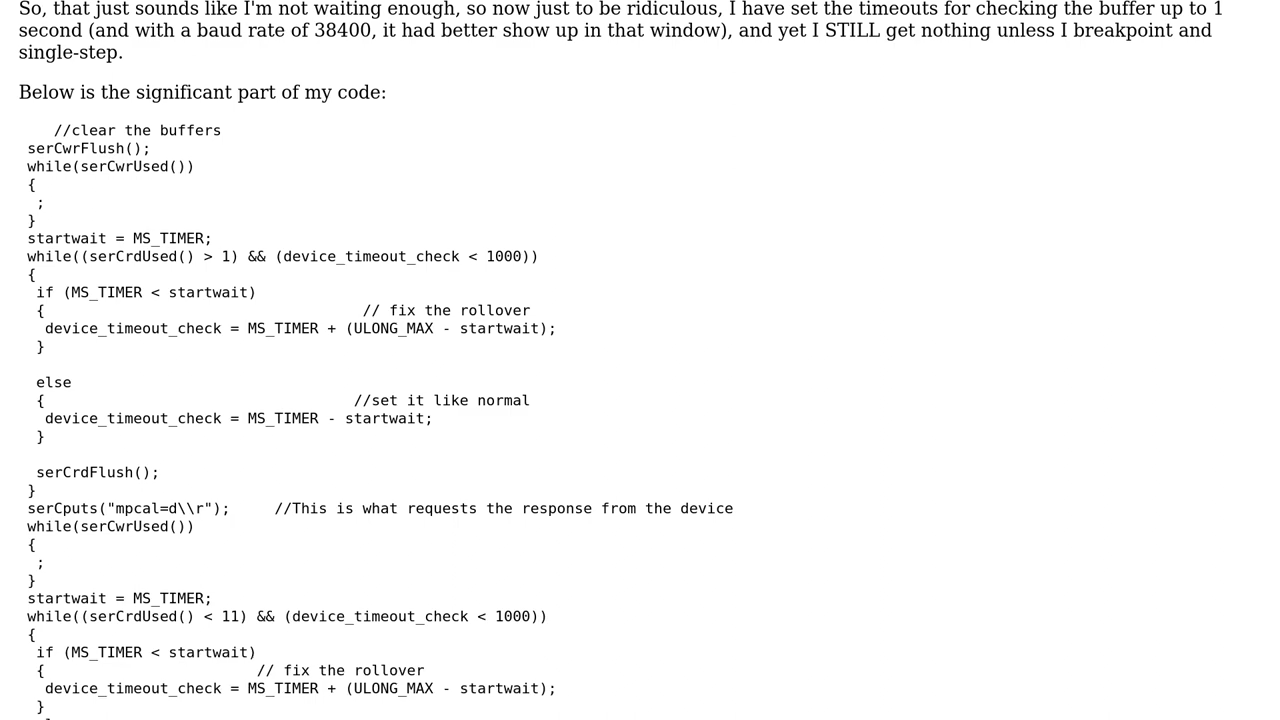 So, that just sounds like I'm not waiting enough, so now just to be ridiculous, I have set the timeouts for checking the buffer up to 1
second (and with a baud rate of 38400, it had better show up in that window), and yet I STILL get nothing unless I breakpoint and
single-step.
Below is the significant part of my code:
//clear the buffers
serCwrFlush();
while(serCwrUsed())
{
;
}
startwait = MS_TIMER;
while((serCrdUsed() > 1) && (device_timeout_check < 1000))
{
if (MS_TIMER < startwait)
{ // fix the rollover
device_timeout_check = MS_TIMER + (ULONG_MAX - startwait);
}
else
{ //set it like normal
device_timeout_check = MS_TIMER - startwait;
}
serCrdFlush();
}
serCputs("mpcal=d\\r"); //This is what requests the response from the device
while(serCwrUsed())
{
;
}
startwait = MS_TIMER;
while((serCrdUsed() < 11) && (device_timeout_check < 1000))
{
if (MS_TIMER < startwait)
{ // fix the rollover
device_timeout_check = MS_TIMER + (ULONG_MAX - startwait);
}